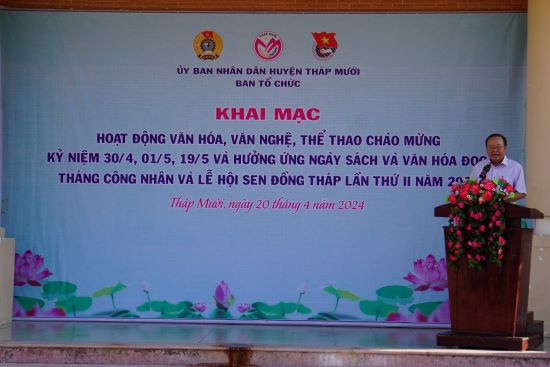 ỦY BAN NHÂN DÂN HUYỆN THÁP MƯỜI
BAN TỔ CHỨC
KHAI MẠC
HOẠT ĐỘNG VĂN HÓA, VĂN NGHỆ, THỂ THAO CHÀO MỪNG
KỶ NIỆM 30/4, 01/5, 19/5 VÀ HƯỞNG ỨNG NGÀY SÁCH VÀ VĂN HÓA ĐỌC
THÁNG CÔNG NHÂN VÀ LỄ HỘI SEN ĐỒNG THÁP LẦN THỨ II NĂM 20
Tháp Mười, ngày 20 tháng 4 năm 2024